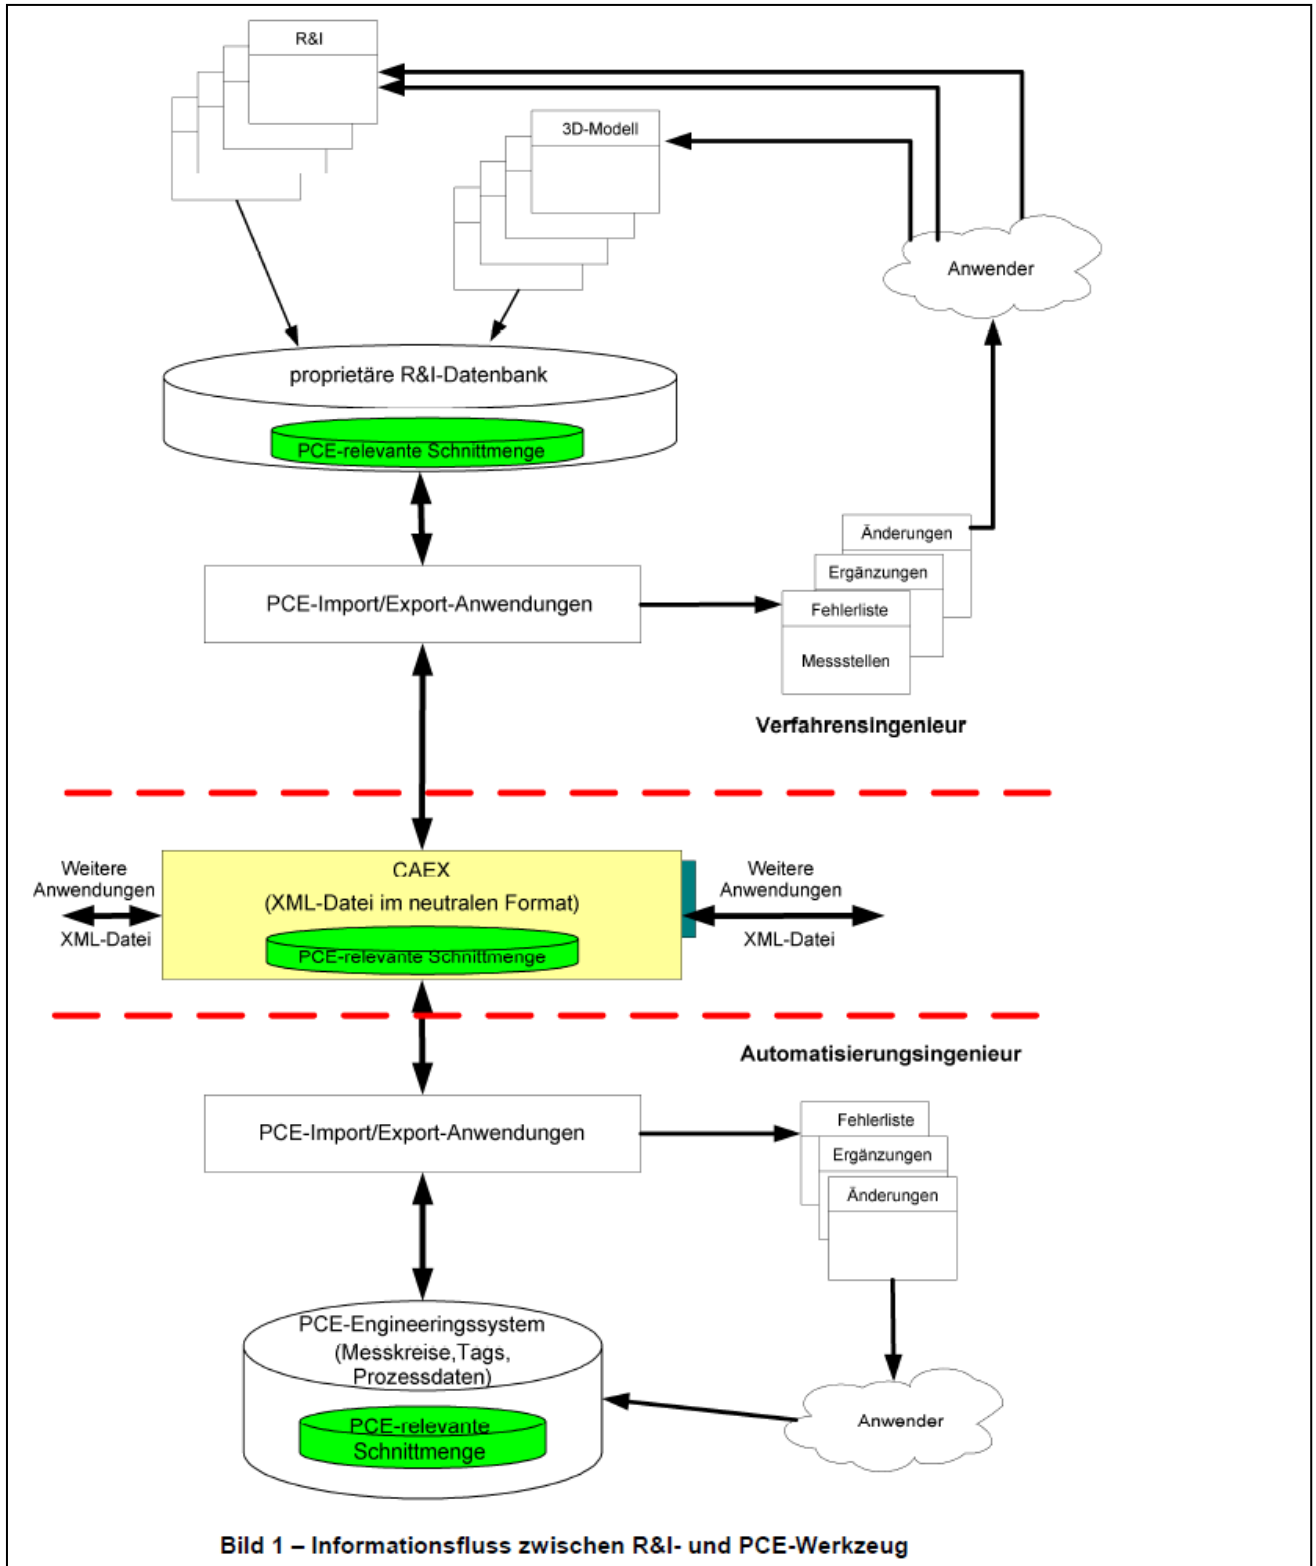 R&I
3D-Modell
Anwender
proprietäre R&I-Datenbank
PCE-relevante Schnittmenge
Änderungen
Ergänzungen
Fehlerliste
Messstellen
PCE-Import/Export-Anwendungen
Verfahrensingenieur
Weitere
Anwendungen
XML-Datei
CAEX
(XML-Datei im neutralen Format)
PCE-relevante Schnittmenge
Weitere
Anwendungen
XML-Datei
Automatisierungsingenieur
PCE-Import/Export-Anwendungen
Fehlerliste
Ergänzungen
Änderungen
PCE-Engineeringssystem
(Messkreise,Tags,
Prozessdaten)
PCE-relevante
Schnittmenge
Anwender
Bild 1 – Informationsfluss zwischen R&I- und PCE-Werkzeug